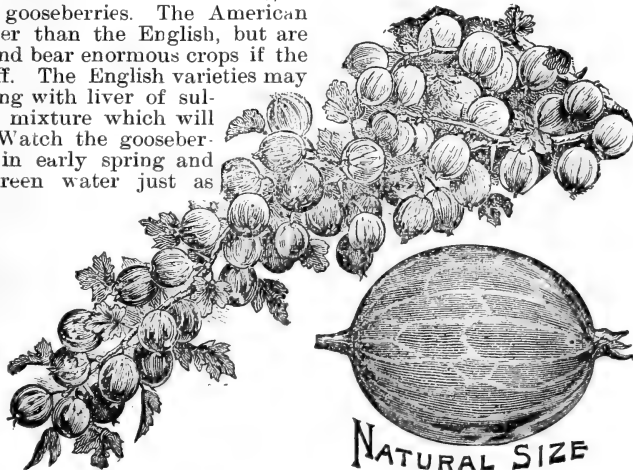 gooseberries. The American
er than the English, but are
nd bear enormous crops if the
ff. The English varieties may
ng with liver of sul-
mixture which will
Watch the gooseber-
in early spring and
reen water just as
NATURAL SIZE